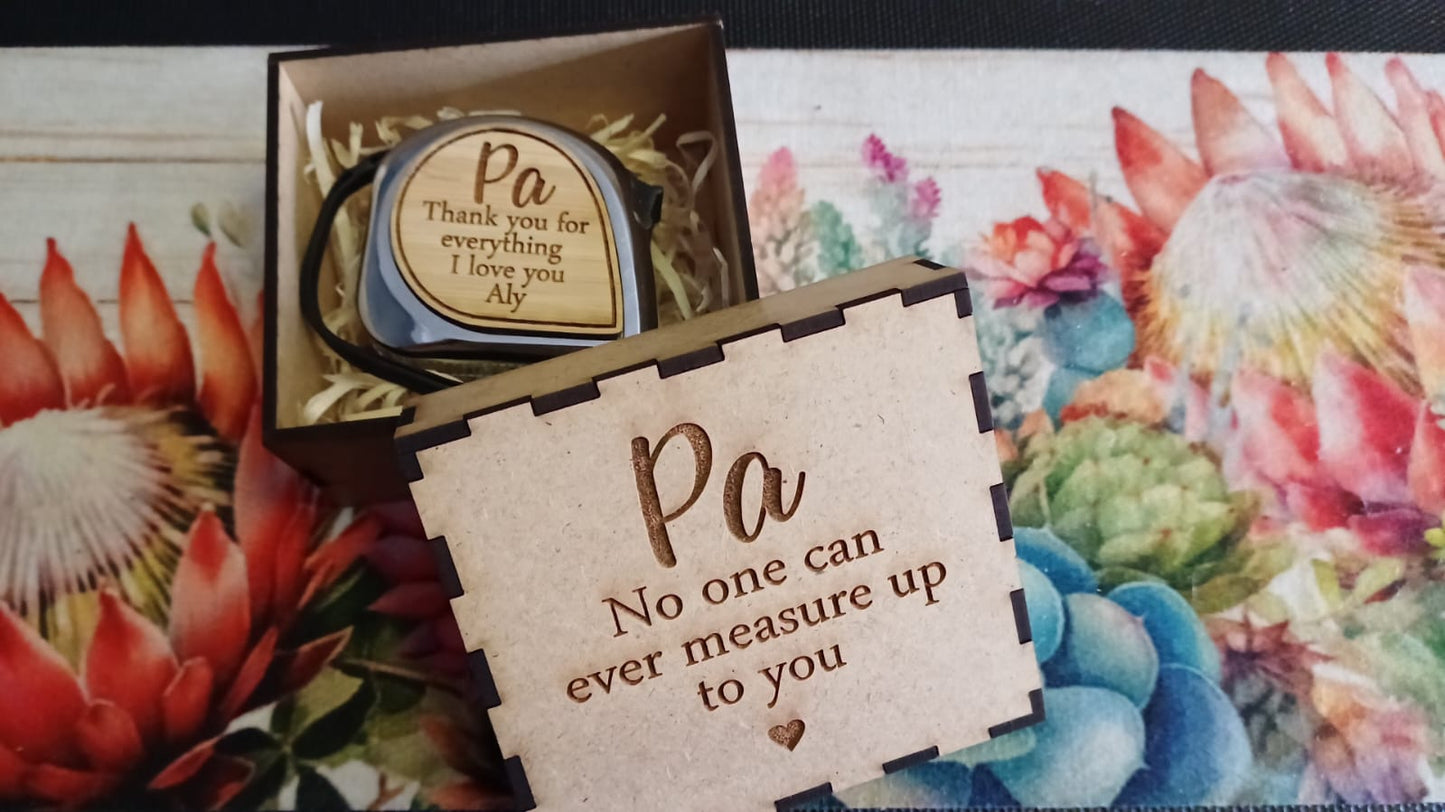 Pa
Thank you for
everything
I love you
Aly
Pa
No one can
ever measure up
to you